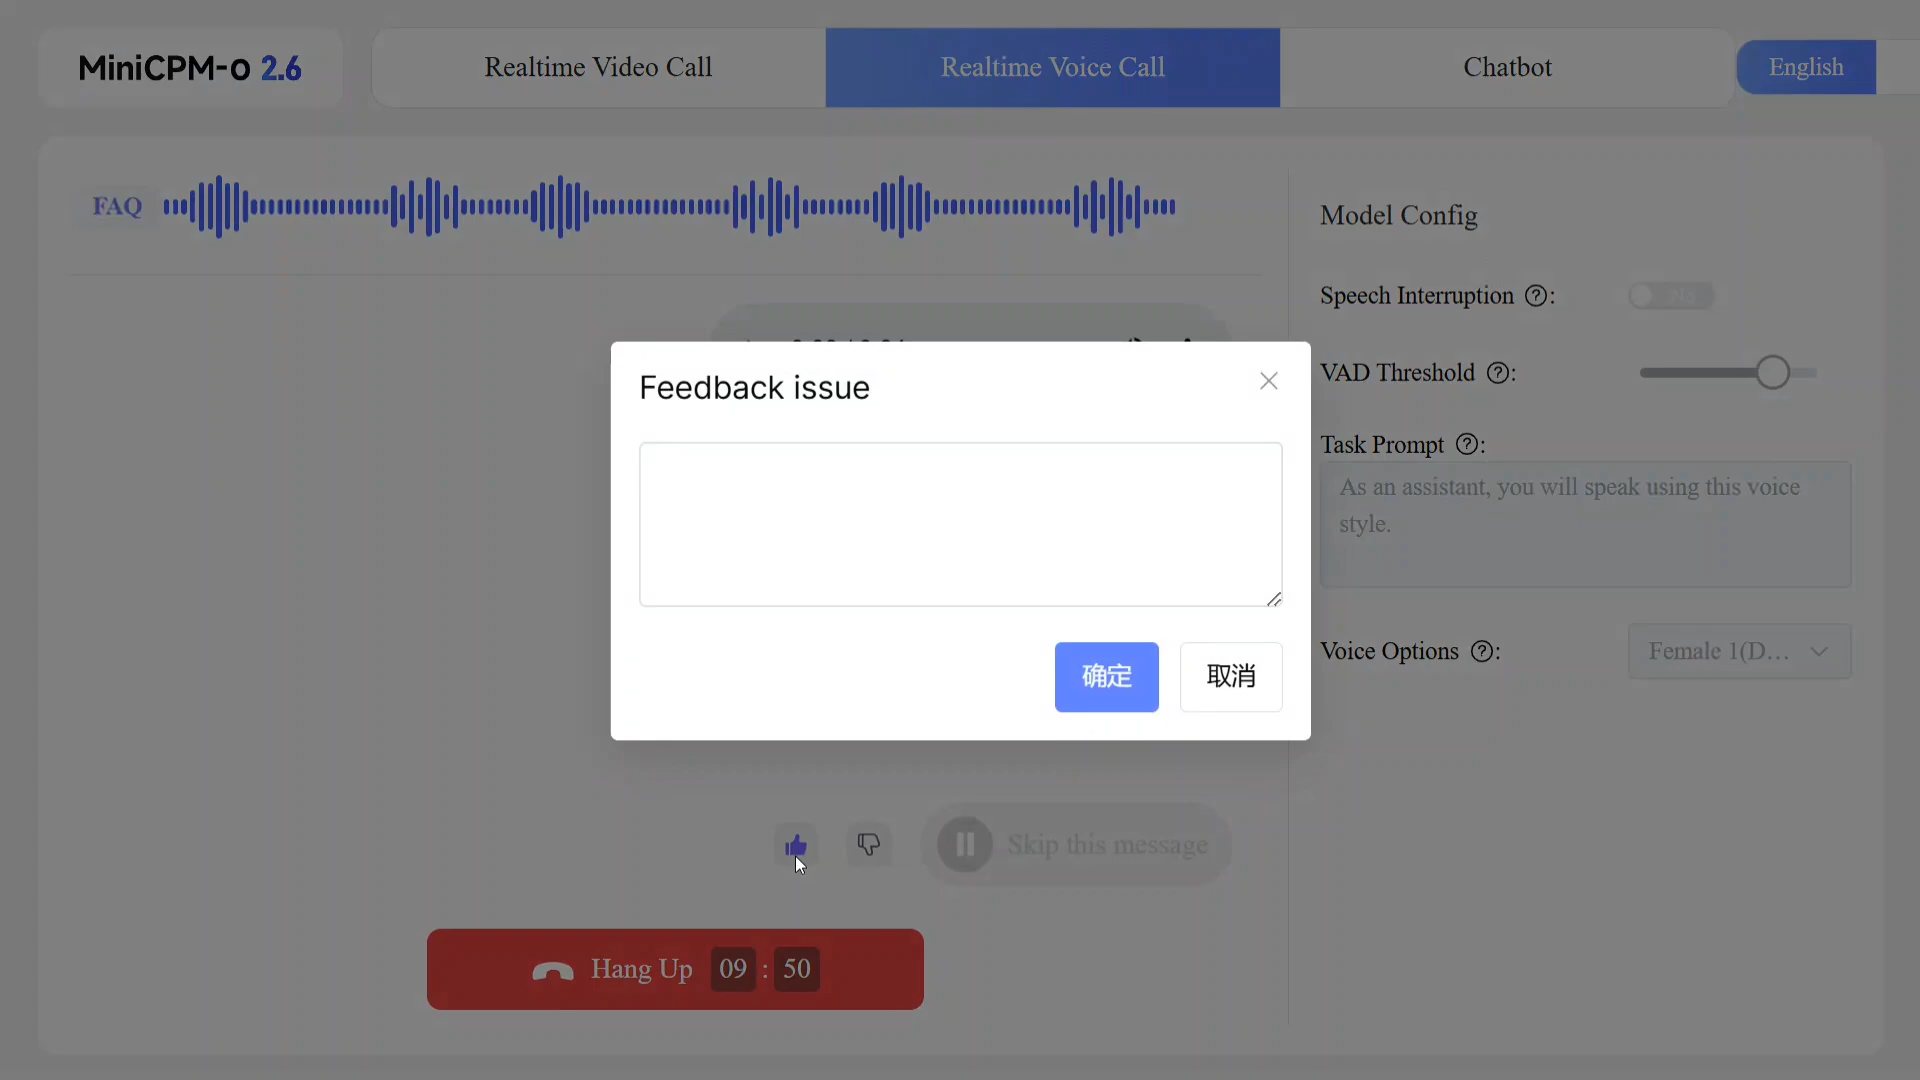 MiniCPM-o 2.6
Realtime Video Call
Realtime Voice Call
Chatbot
English
FAQ
Model Config
Speech Interruption ?:
VAD Threshold ?:
Task Prompt ?:
As an assistant, you will speak using this voice
style.
Voice Options ?:
Female 1(D...
Feedback issue
确定
取消
Skip this message
Hang Up 09 : 50